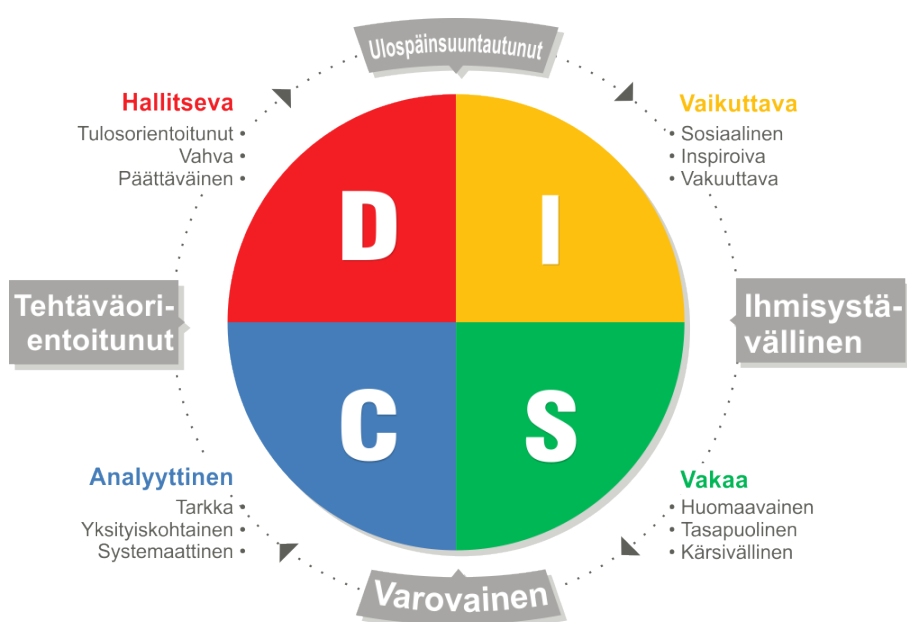 Ulospäinsuuntautunut
Hallitseva
Tulosorientoitunut •
Vahva •
Päättäväinen •
Vaikuttava
• Sosiaalinen
• Inspiroiva
• Vakuuttava
D
I
Tehtäväori-
entoitunut
Ihmisystä-
vällinen
C
S
Analyyttinen
Tarkka •
Yksityiskohtainen •
Systemaattinen •
Vakaa
• Huomaavainen
• Tasapuolinen
• Kärsivällinen
Varovainen